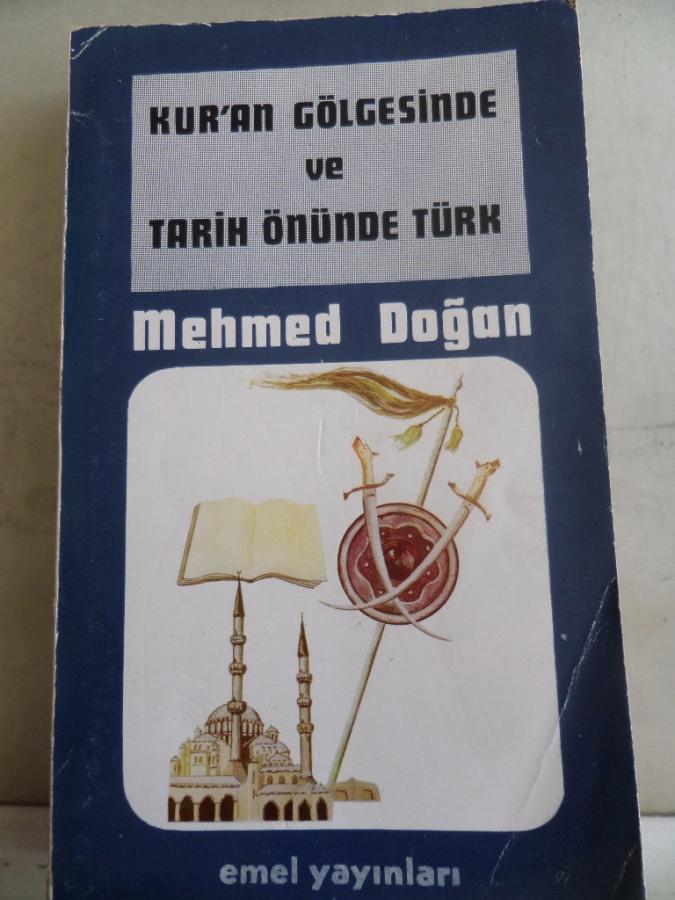 KUR'AN GÖLGESİNDE
ve
TARİH ÖNÜNDE TÜRK
Mehmed Doğan
emel yayınları